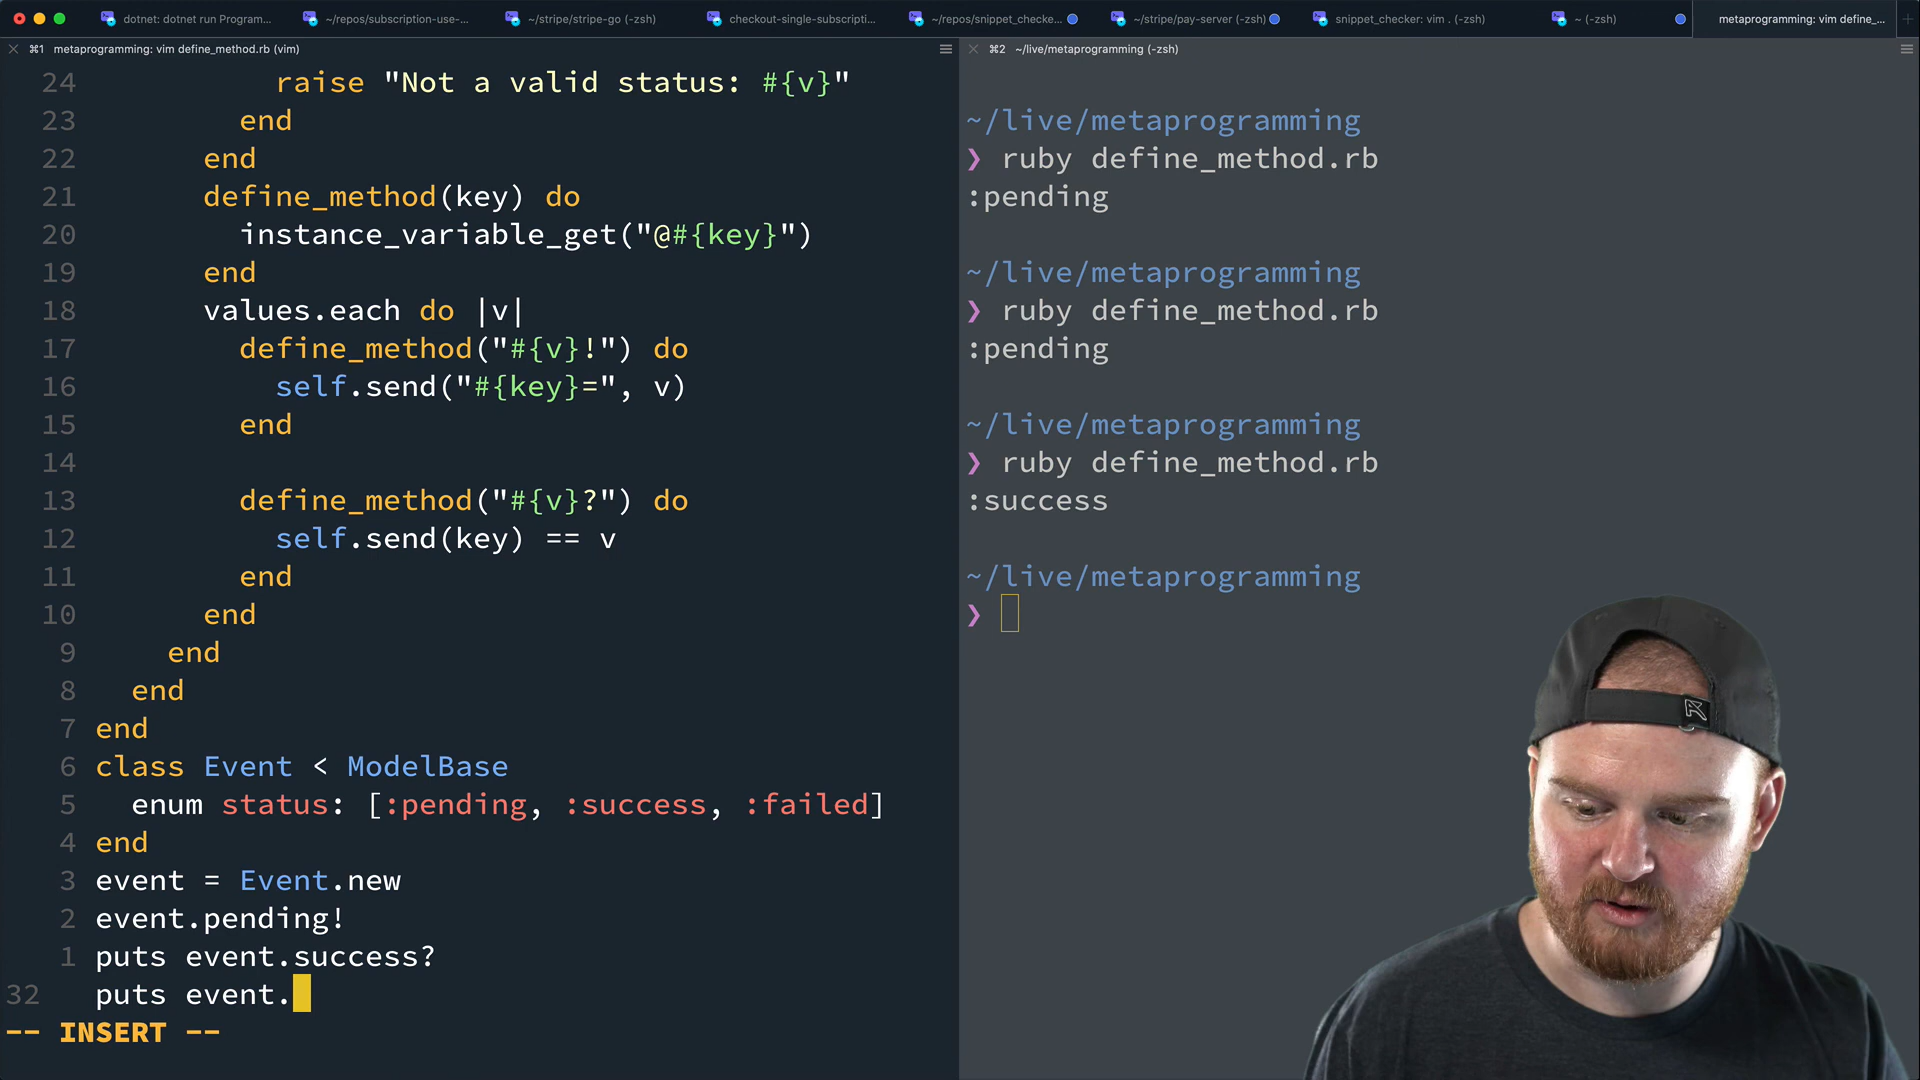 dotnet: dotnet run Program...
~/repos/subscription-use-...
~/stripe/stripe-go (-zsh)
checkout-single-subscripti...
~/repos/snippet_checke...
~/stripe/pay-server (-zsh)
snippet_checker: vim . (-zsh)
~ (-zsh)
metaprogramming: vim define_...
⌘1 metaprogramming: vim define_method.rb (vim)
24 raise "Not a valid status: #{v}"
23 end
22 end
21 define_method(key) do
20 instance_variable_get("@#{key}")
19 end
18 values.each do |v|
17 define_method("#{v}!") do
16 self.send("#{key}=", v)
15 end
14
13 define_method("#{v}?") do
12 self.send(key) == v
11 end
10 end
9 end
8 end
7 end
6 class Event < ModelBase
5 enum status: [:pending, :success, :failed]
4 end
3 event = Event.new
2 event.pending!
1 puts event.success?
32 puts event.
-- INSERT --
⌘2 ~/live/metaprogramming (-zsh)
~/live/metaprogramming
❯ ruby define_method.rb
:pending
~/live/metaprogramming
❯ ruby define_method.rb
:pending
~/live/metaprogramming
❯ ruby define_method.rb
:success
~/live/metaprogramming
❯